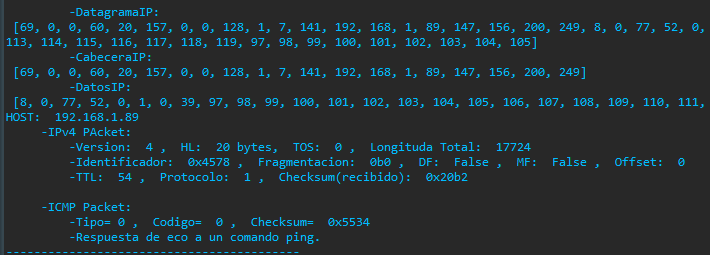 -DatagramaIP:
[69, 0, 0, 60, 20, 157, 0, 0, 128, 1, 7, 141, 192, 168, 1, 89, 147, 156, 200, 249, 8, 0, 77, 52, 0,
113, 114, 115, 116, 117, 118, 119, 97, 98, 99, 100, 101, 102, 103, 104, 105]
-CabeceraIP:
[69, 0, 0, 60, 20, 157, 0, 0, 128, 1, 7, 141, 192, 168, 1, 89, 147, 156, 200, 249]
-DatosIP:
[8, 0, 77, 52, 0, 1, 0, 39, 97, 98, 99, 100, 101, 102, 103, 104, 105, 106, 107, 108, 109, 110, 111,
HOST: 192.168.1.89
-IPv4 PAcket:
-Version: 4 , HL: 20 bytes, TOS: 0 , Longituda Total: 17724
-Identificador: 0x4578 , Fragmentacion: 0b0 , DF: False , MF: False , Offset: 0
-TTL: 54 , Protocolo: 1 , Checksum(recibido): 0x20b2
-ICMP Packet:
-Tipo= 0 , Codigo= 0 , Checksum= 0x5534
-Respuesta de eco a un comando ping.
------------------------------------------